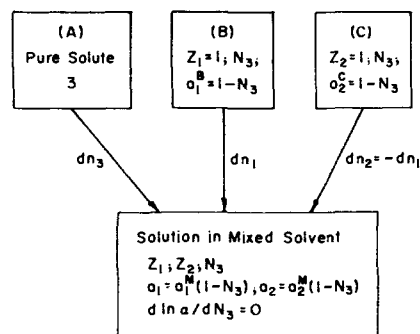 (A)
Pure Solute
3
(B)
Z₁=1; N₃;
a₁ᴮ=1-N₃
(C)
Z₂=1; N₃;
a₂ᶜ=1-N₃
dn₃
dn₁
dn₂=-dn₁
Solution in Mixed Solvent
Z₁; Z₂; N₃
a₁=a₁ᴹ(1-N₃), a₂=a₂ᴹ(1-N₃)
d ln α/dN₃=0